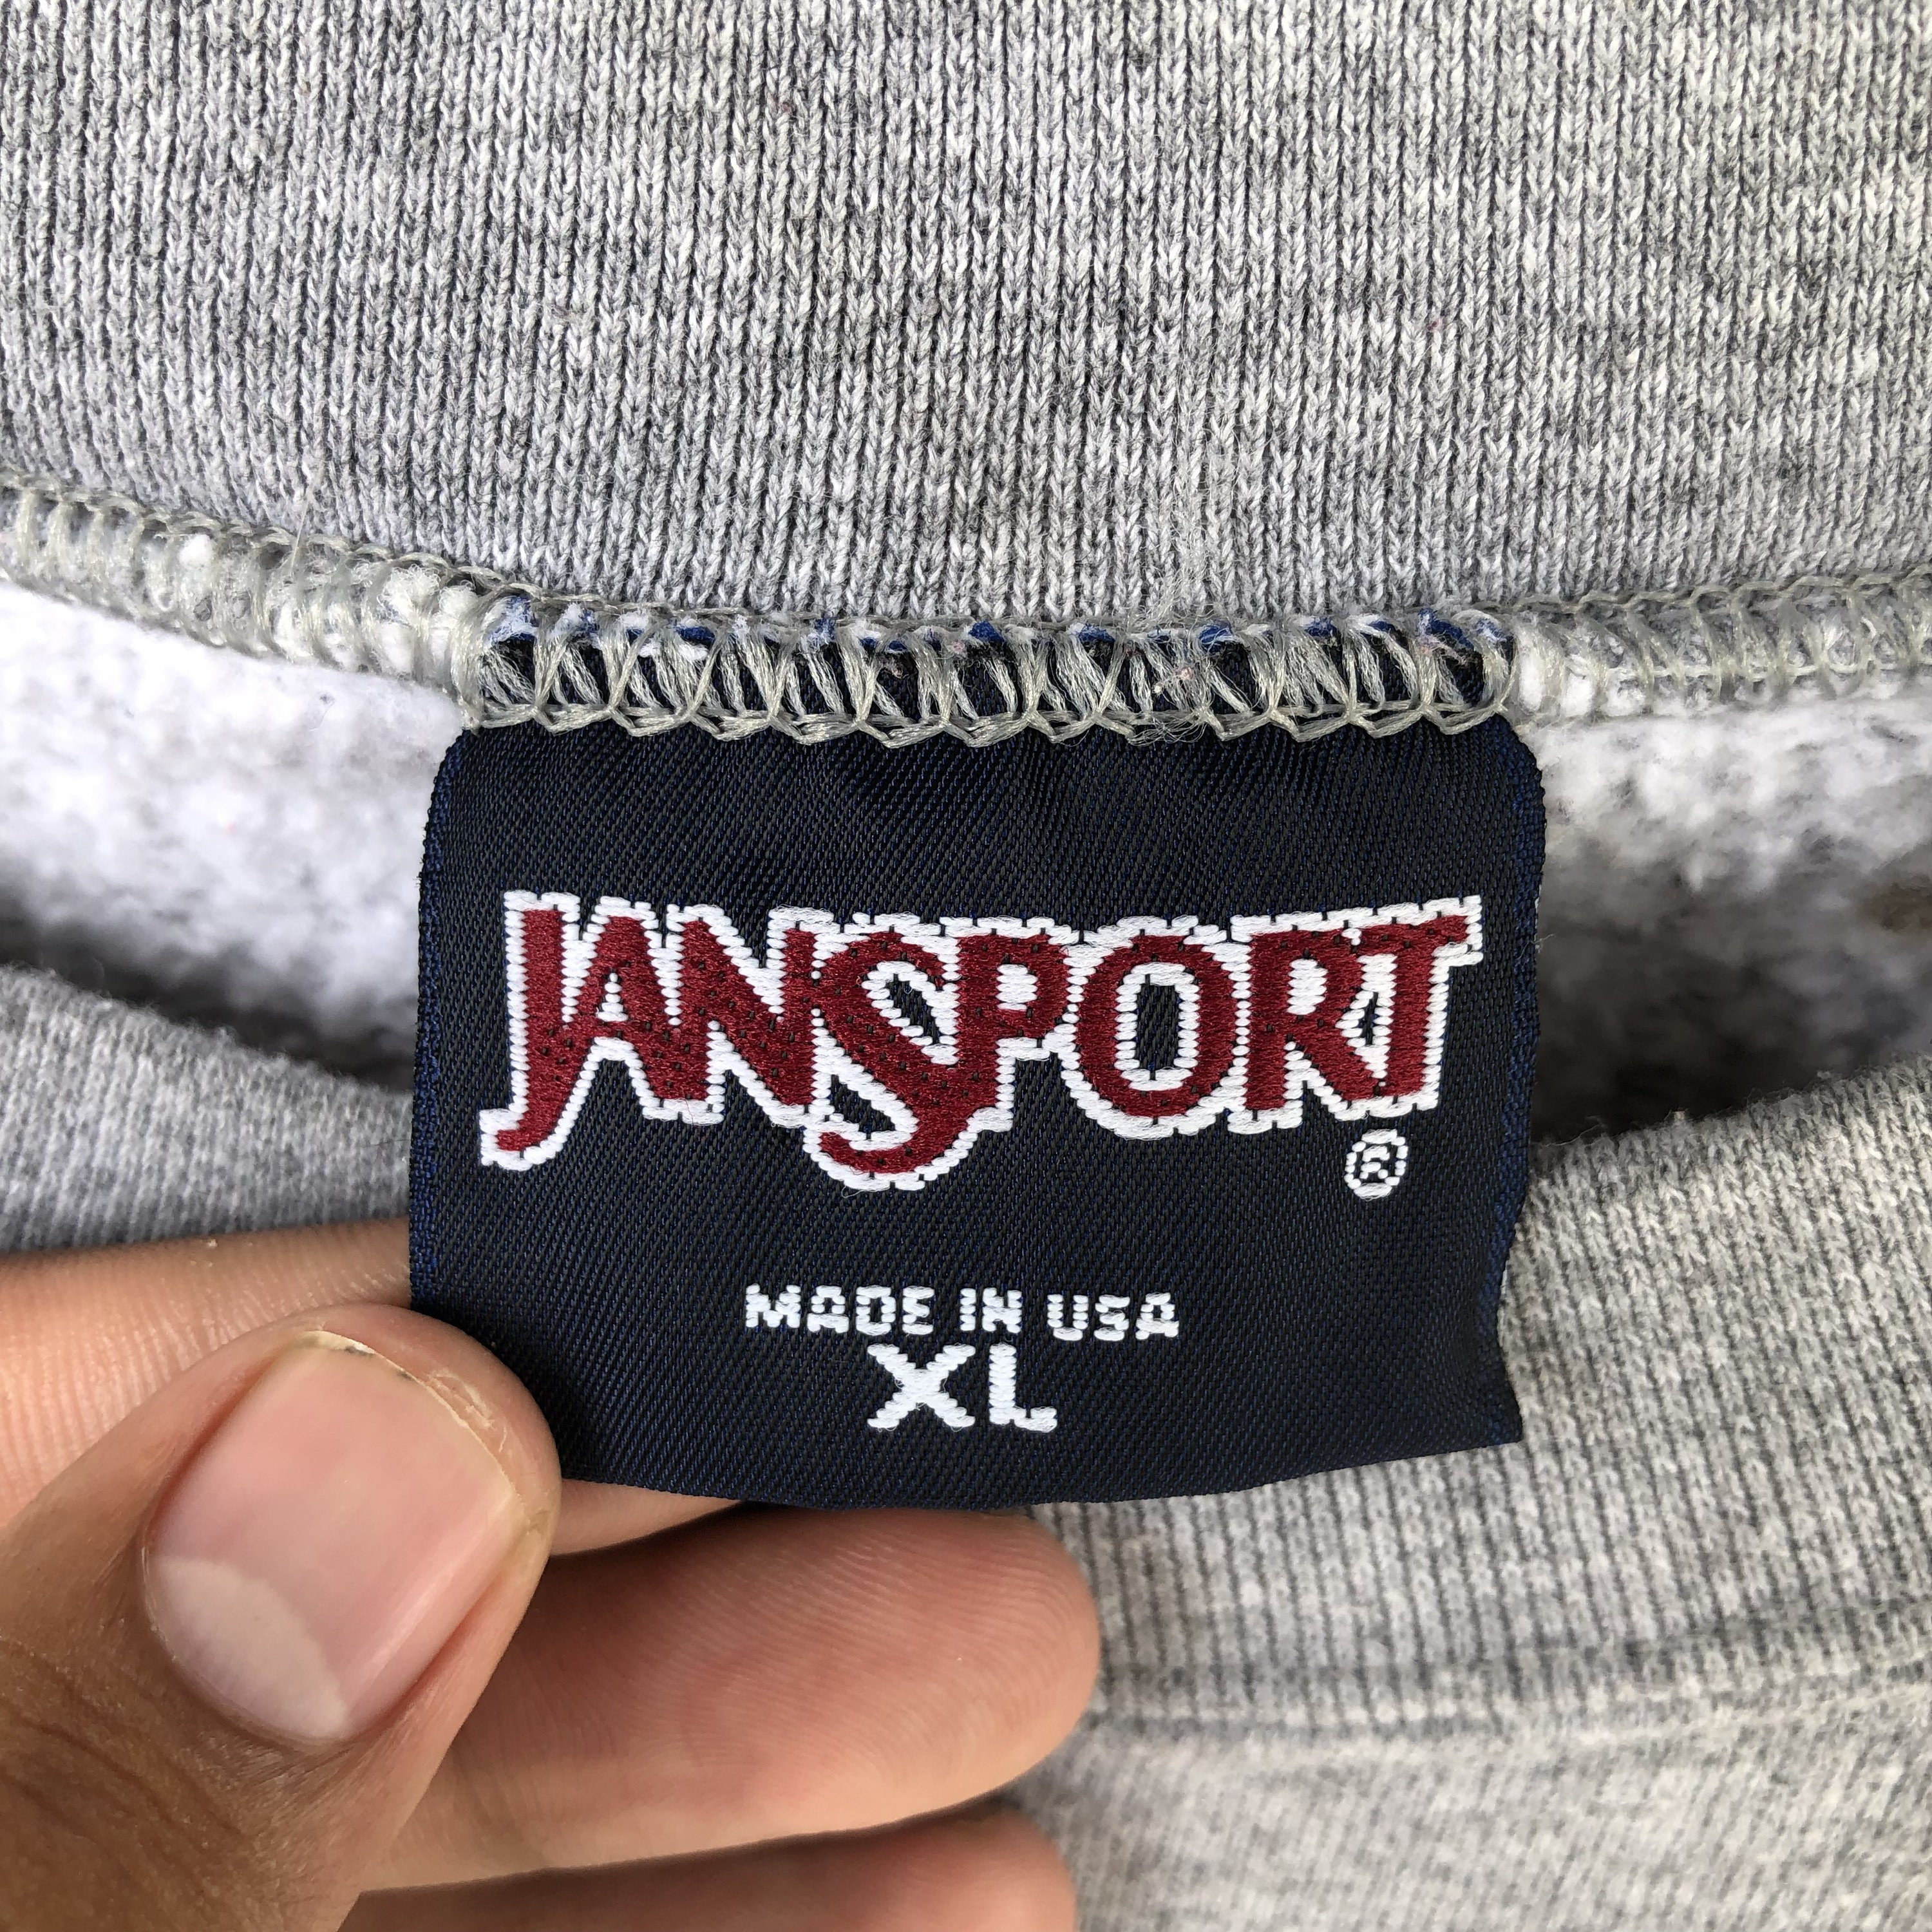 JANSPORT
®
MADE IN USA
XL